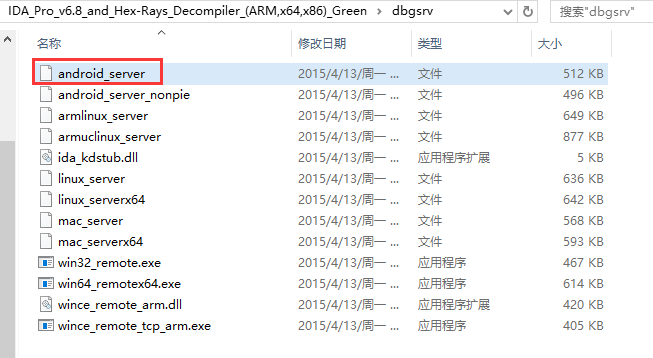 IDA_Pro_v6.8_and_Hex-Rays_Decompiler_(ARM,x64,x86)_Green > dbgsrv 搜索"dbgsrv"
名称 修改日期 类型 大小
android_server 2015/4/13/周一 ... 文件 512 KB
android_server_nonpie 2015/4/13/周一 ... 文件 496 KB
armlinux_server 2015/4/13/周一 ... 文件 649 KB
armuclinux_server 2015/4/13/周一 ... 文件 877 KB
ida_kdstub.dll 2015/4/13/周一 ... 应用程序扩展 5 KB
linux_server 2015/4/13/周一 ... 文件 636 KB
linux_serverx64 2015/4/13/周一 ... 文件 642 KB
mac_server 2015/4/13/周一 ... 文件 568 KB
mac_serverx64 2015/4/13/周一 ... 文件 593 KB
win32_remote.exe 2015/4/13/周一 ... 应用程序 467 KB
win64_remotex64.exe 2015/4/13/周一 ... 应用程序 614 KB
wince_remote_arm.dll 2015/4/13/周一 ... 应用程序扩展 420 KB
wince_remote_tcp_arm.exe 2015/4/13/周一 ... 应用程序 405 KB